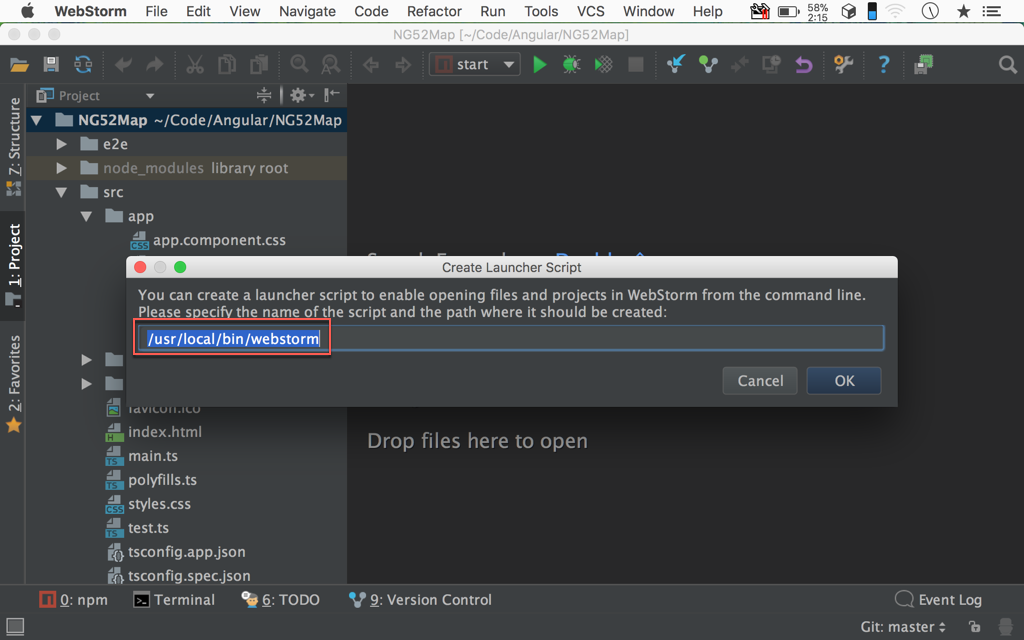 WebStorm File Edit View Navigate Code Refactor Run Tools VCS Window Help 58% 2:15
NG52Map [~/Code/Angular/NG52Map]
start
Project
NG52Map ~/Code/Angular/NG52Map
e2e
node_modules library root
src
app
app.component.css
Z: Structure
1: Project
2: Favorites
Create Launcher Script
You can create a launcher script to enable opening files and projects in WebStorm from the command line.
Please specify the name of the script and the path where it should be created:
/usr/local/bin/webstorm
Cancel OK
favicon.ico
index.html
main.ts
polyfills.ts
styles.css
test.ts
tsconfig.app.json
tsconfig.spec.json
Drop files here to open
0: npm Terminal 6: TODO 9: Version Control Event Log
Git: master